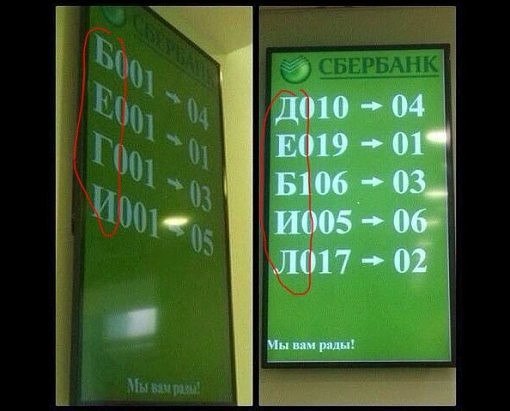 СБЕРБАНК
Б001 → 04
Е001 → 01
Г001 → 03
И001 → 05
Мы вам рады!
СБЕРБАНК
Д010 → 04
Е019 → 01
Б106 → 03
И005 → 06
Л017 → 02
Мы вам рады!